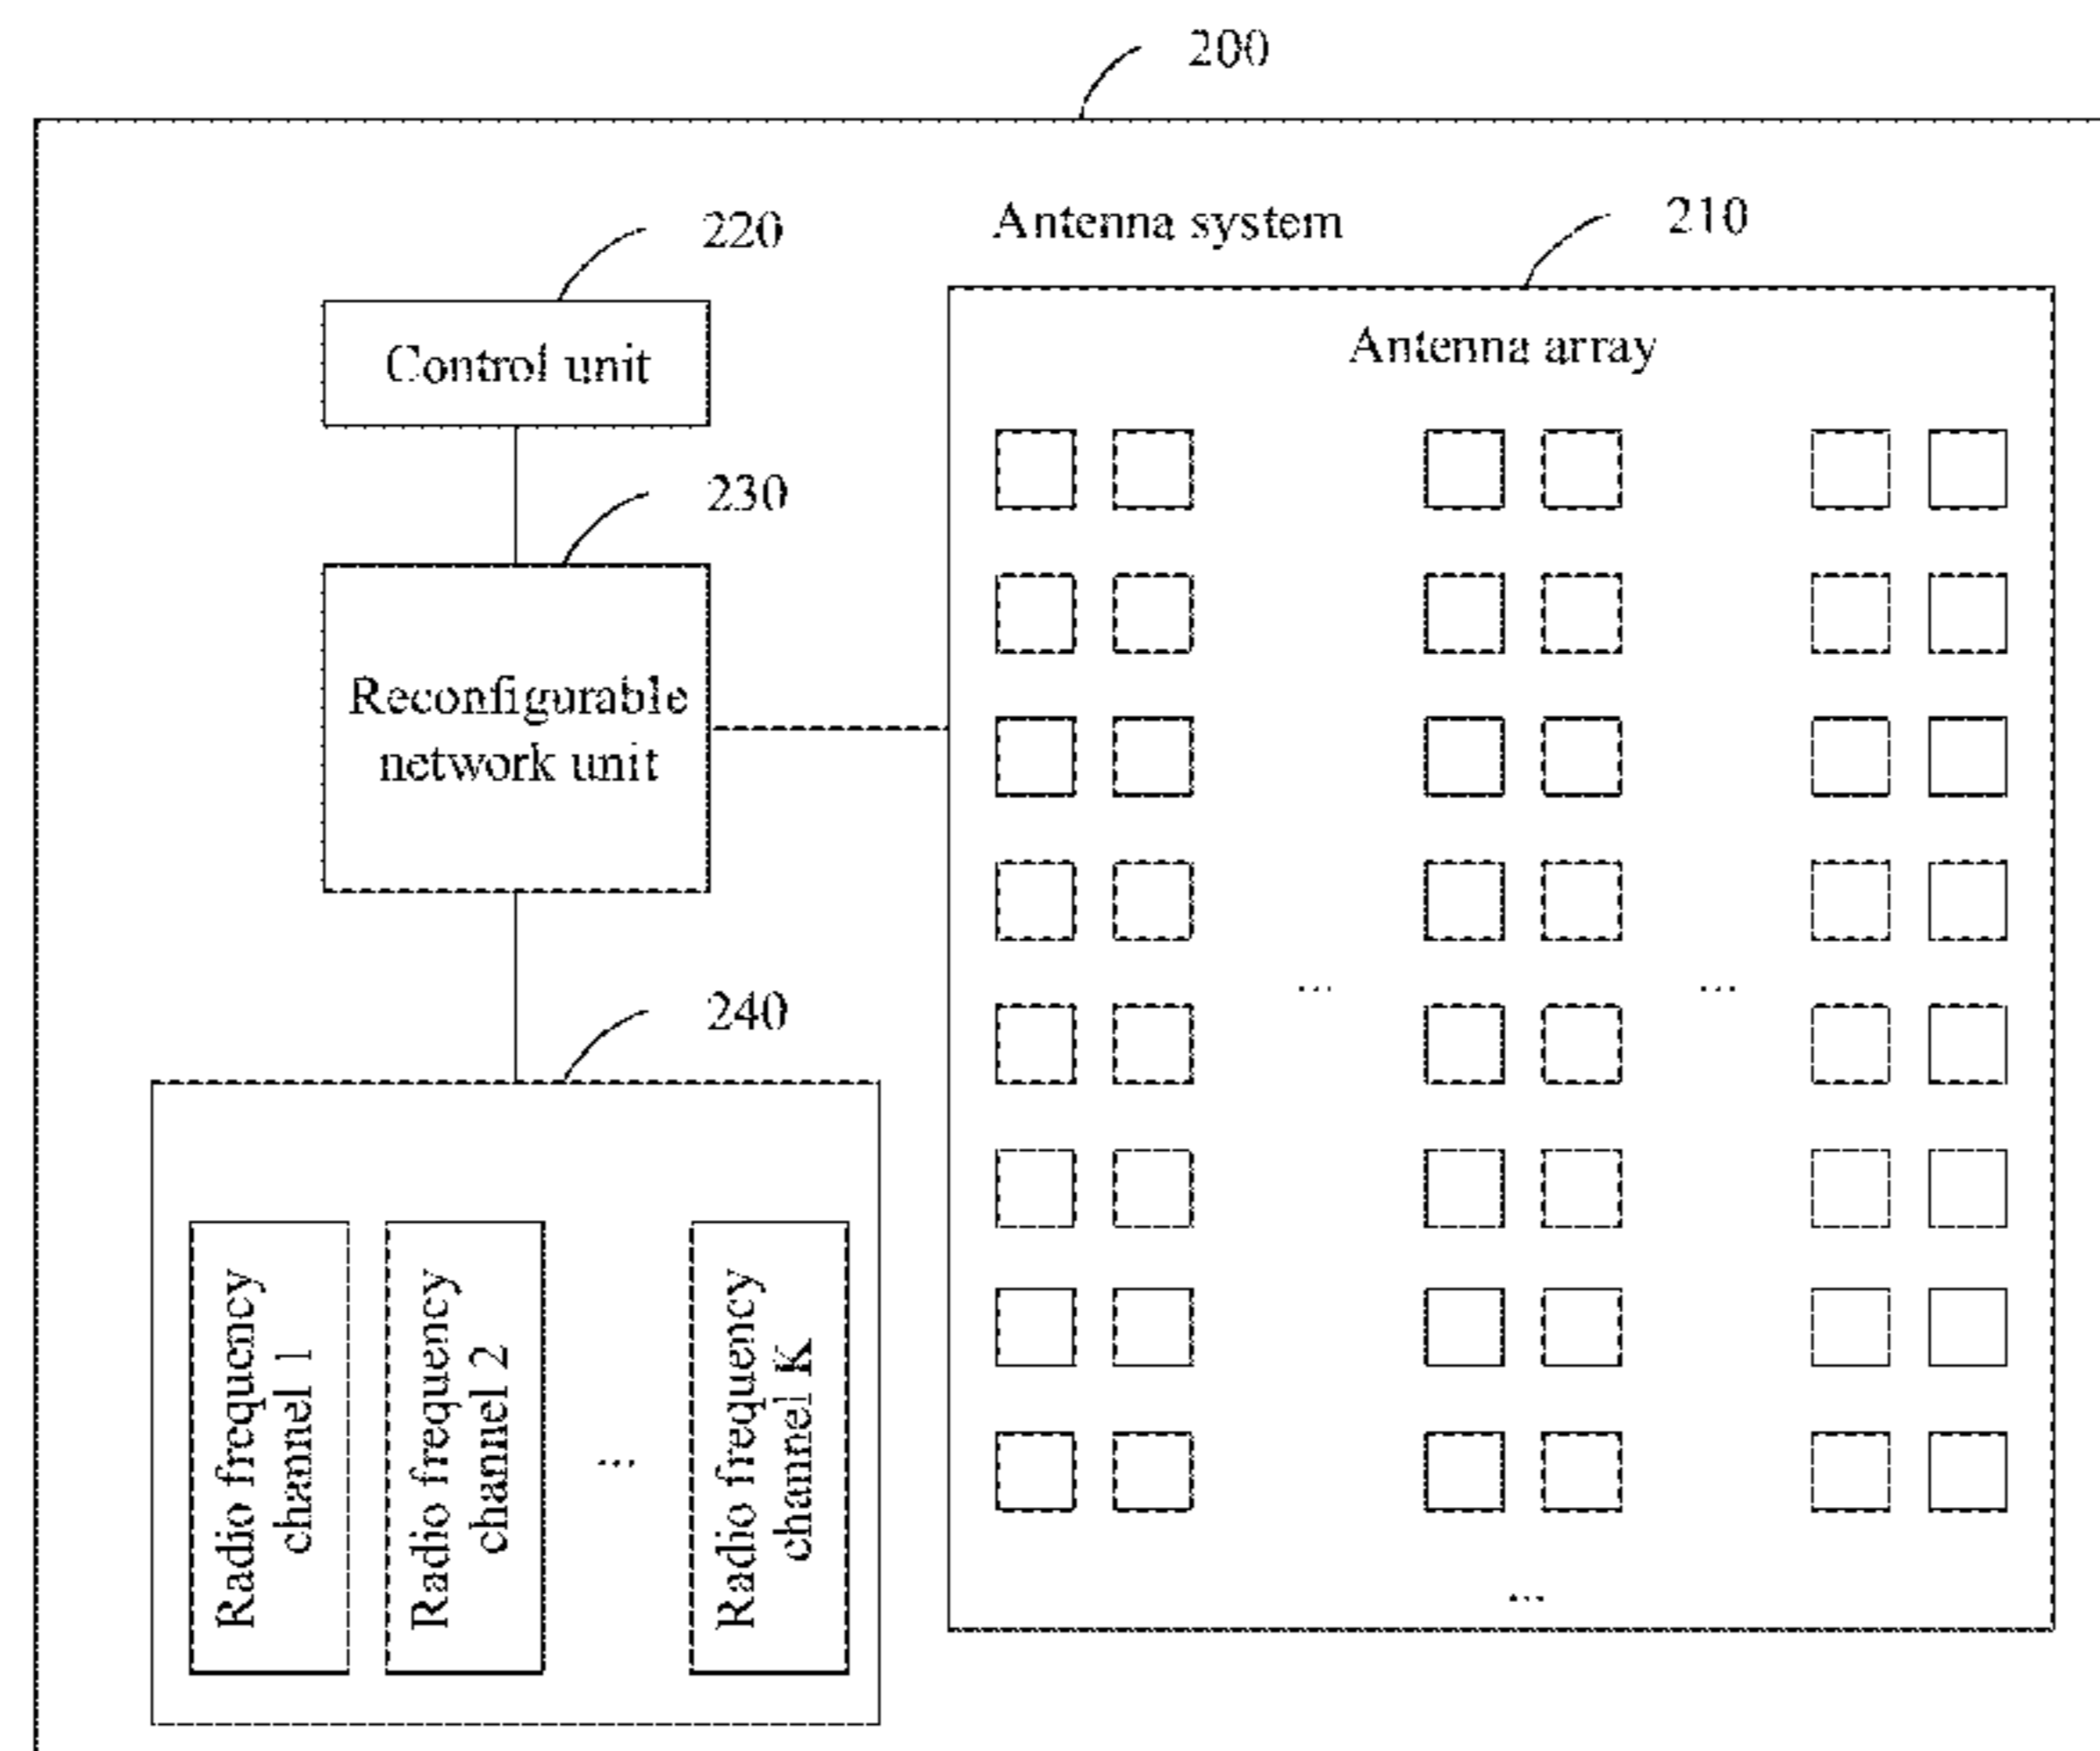 200
Antenna system
220
210
Control unit
Antenna array
230
Reconfigurable
network unit
...
...
240
Radio frequency
channel 1
Radio frequency
channel 2
...
Radio frequency
channel K
...